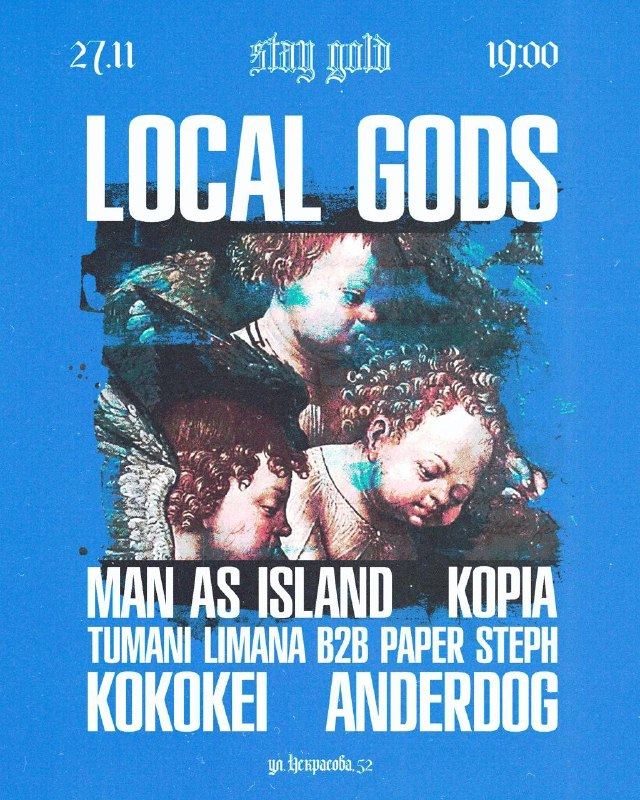 27.11 stay gold 19:00
LOCAL GODS
MAN AS ISLAND KOPIA
TUMANI LIMANA B2B PAPER STEPH
KOKOKEI ANDERDOG
ул. Некрасова, 52